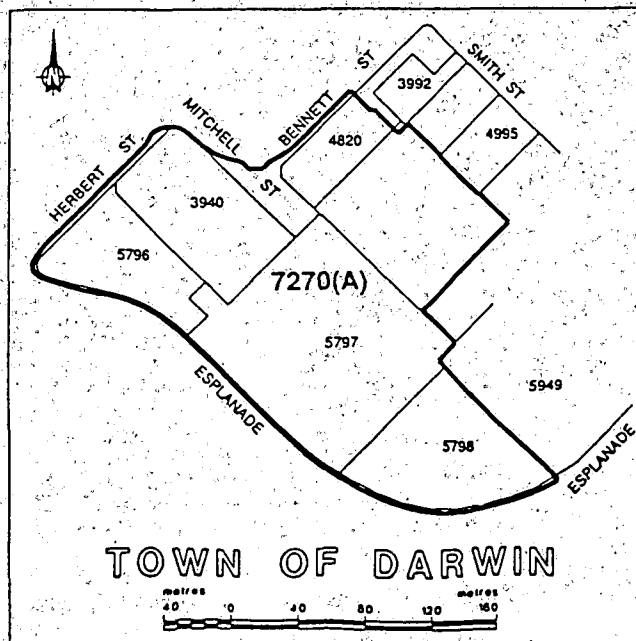 N
SMITH ST
3992
BENNETT ST
4995
4820
MITCHELL ST
HERBERT ST
3940
5796
7270(A)
5797
5949
ESPLANADE
5798
ESPLANADE
TOWN OF DARWIN
metres metres
40 0 40 80 120 160